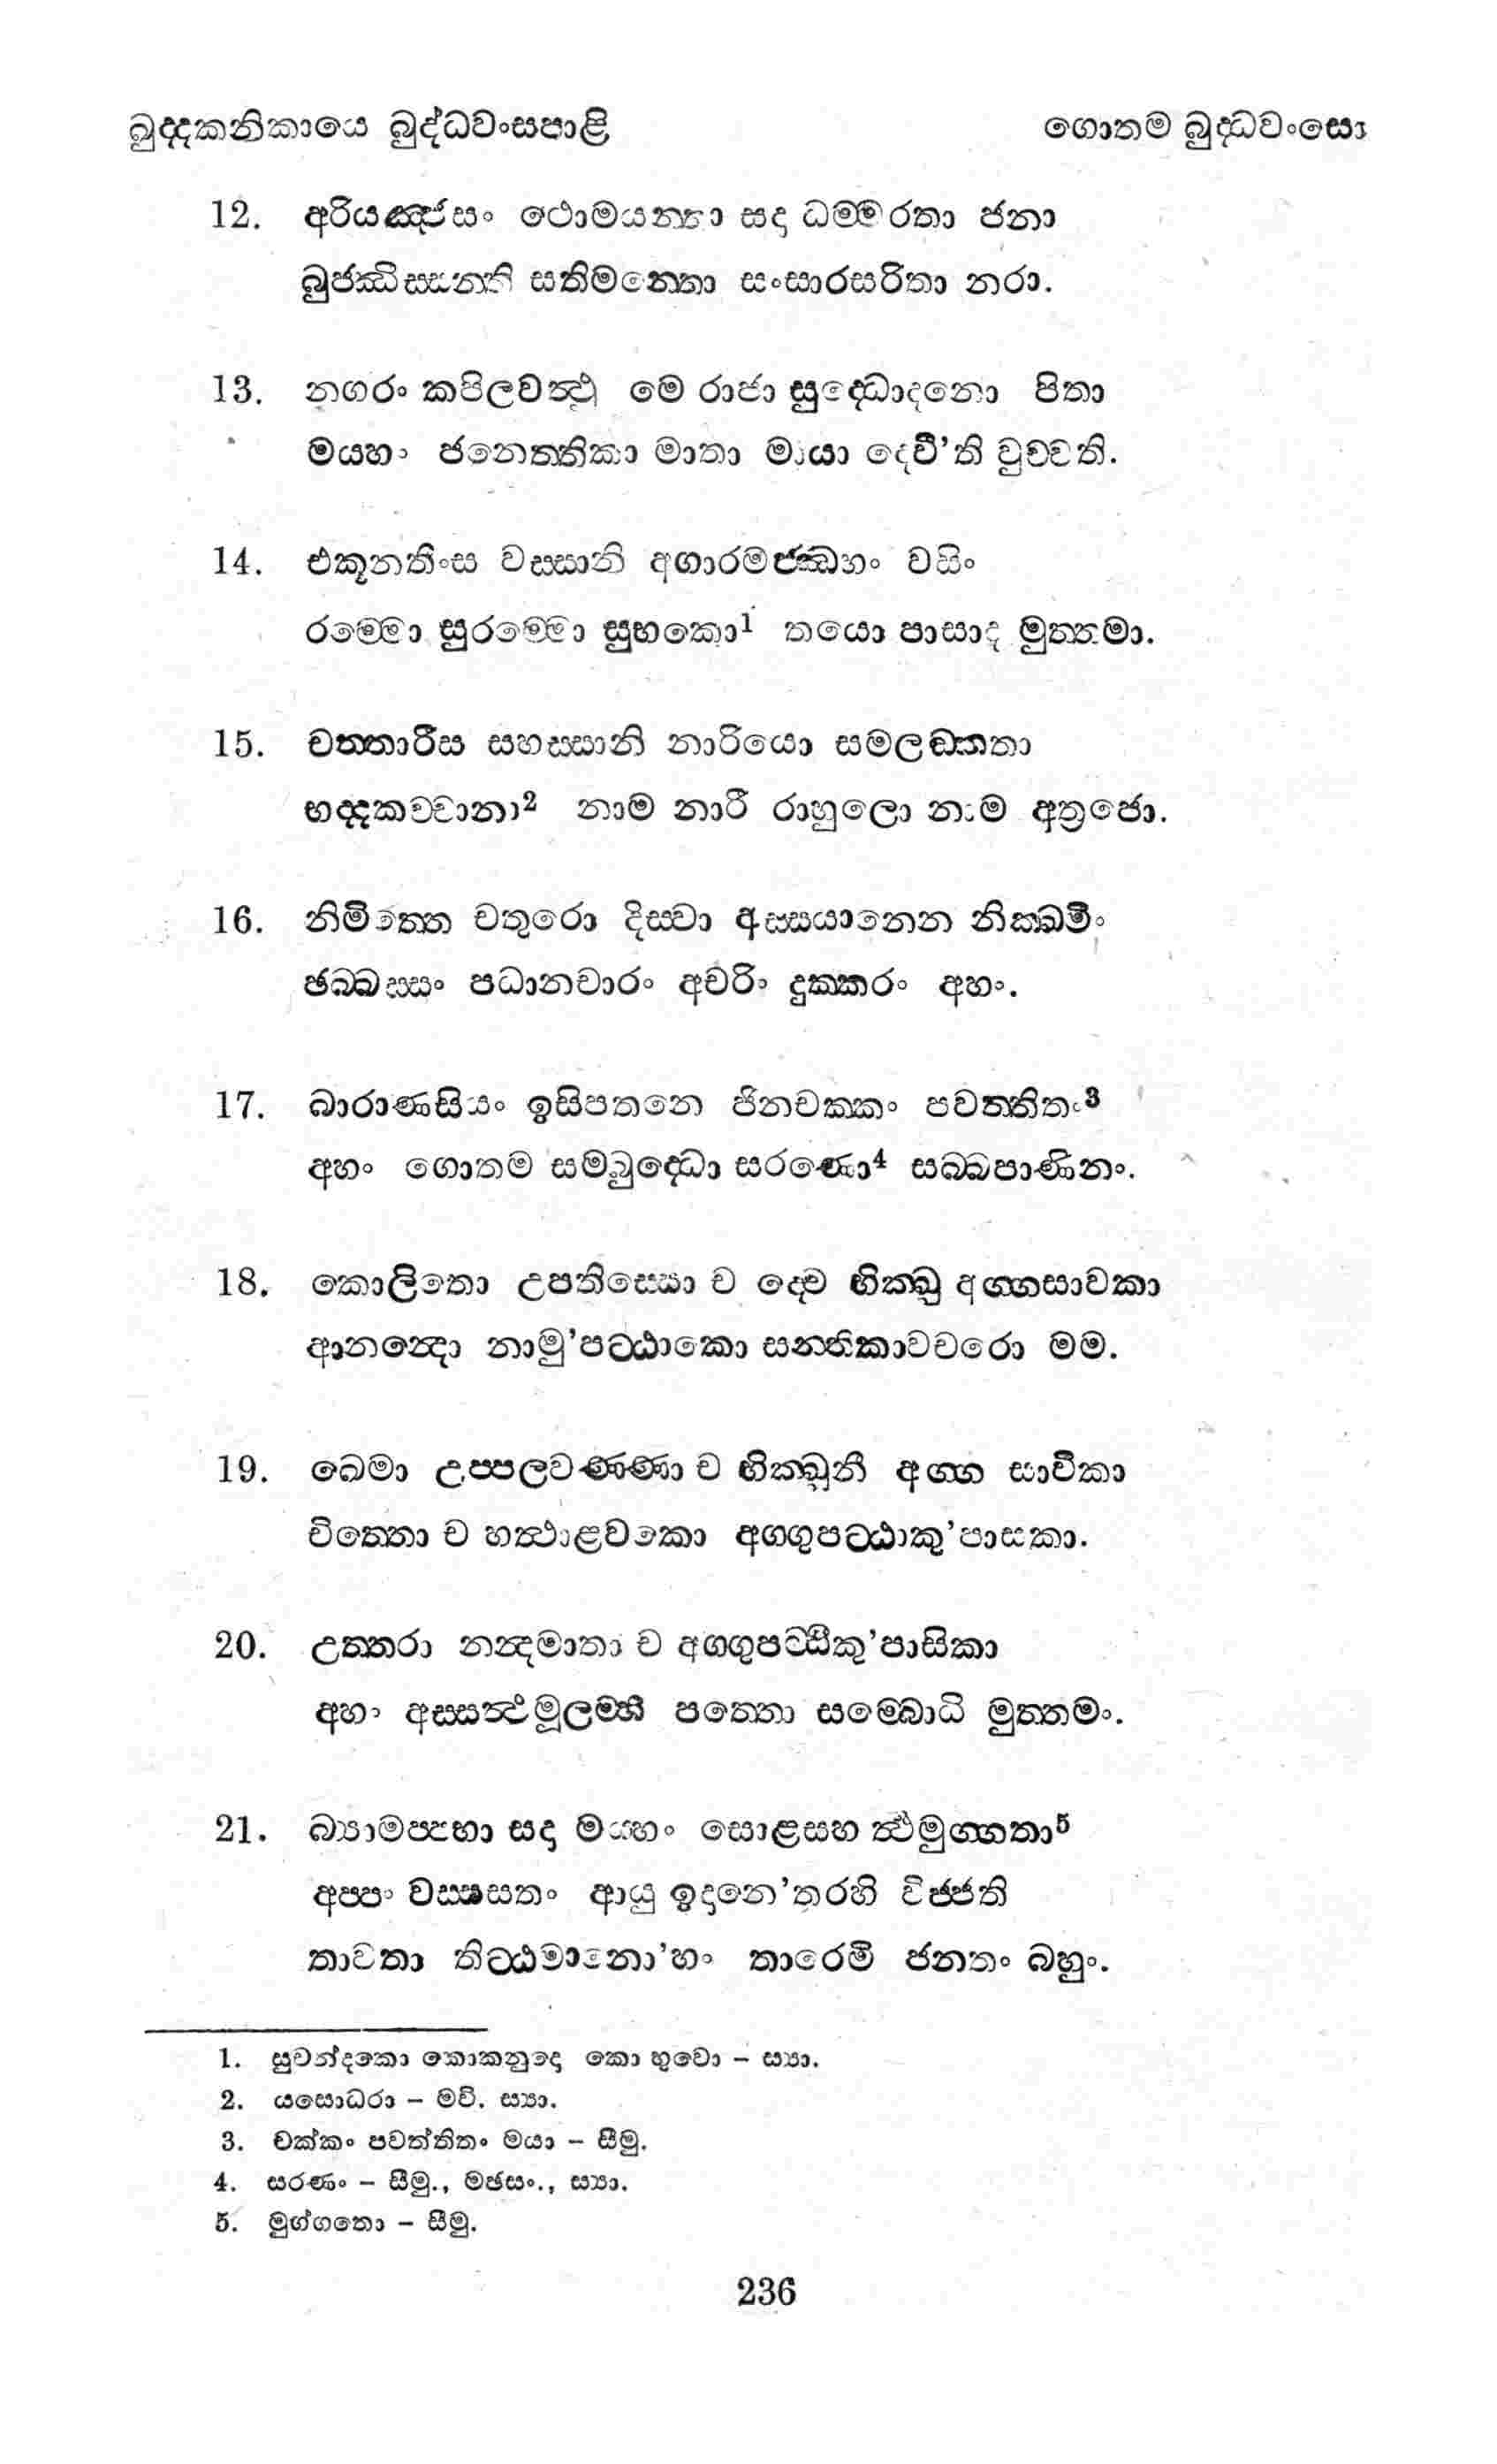 ඛුද්දකනිකායෙ බුද්ධවංසපාළි ගොතම බුද්ධවංසො
12. අරියඤ්ජසං ථොමයන්තා සදා ධම්ම රතා ජනා
බුජ්ඣිස්සන්ති සතිමන්තො සංසාරසරිතා නරා.
13. නගරං කපිලවත්ථු මෙ රාජා සුද්ධොදනො පිතා
මය්හං ජනෙත්තිකා මාතා මායා දෙවී’ති වුච්චති.
14. එකූනතිංස වස්සානි අගාරමජ්ඣහං වසිං
රම්මො සුරම්මො සුභකො¹ තයො පාසාද මුත්තමා.
15. චත්තාරීස සහස්සානි නාරියො සමලඞ්කතා
භද්දකච්චානා² නාම නාරී රාහුලො නාම අත්‍රජො.
16. නිමිත්තෙ චතුරො දිස්වා අස්සයානෙන නික්ඛමිං
ඡබ්බස්සං පධානචාරං අචරිං දුක්කරං අහං.
17. බාරාණසියං ඉසිපතනෙ ජිනචක්කං පවත්තිතං³
අහං ගොතම සම්බුද්ධො සරණො⁴ සබ්බපාණිනං.
18. කොලිතො උපතිස්සො ච ද්වෙ භික්ඛු අග්ගසාවකා
ආනන්දො නාමු’පට්ඨාකො සන්තිකාවචරො මම.
19. ඛෙමා උප්පලවණ්ණා ච භික්ඛුනී අග්ග සාවිකා
චිත්තො ච හත්ථාළවකො අග්ගුපට්ඨාකු’පාසකා.
20. උත්තරා නන්දමාතා ච අග්ගුපට්ඨිකු’පාසිකා
අහං අස්සත්ථමූලම්හි පත්තො සම්බොධි මුත්තමං.
21. බ්‍යාමප්පභා සදා මය්හං සොළසහ ත්ථමුග්ගතා⁵
අප්පං වස්සසතං ආයු ඉදානෙ’තරහි විජ්ජති
තාවතා තිට්ඨමානො’හං තාරෙමි ජනතං බහුං.
1. සුචන්දකො කොකනුදො කො භුවො – ස්‍යා.
2. යසොධරා – මවි. ස්‍යා.
3. චක්කං පවත්තිතං මයා – සීමු.
4. සරණං – සීමු., මඡසං., ස්‍යා.
5. මුග්ගතො – සීමු.
236